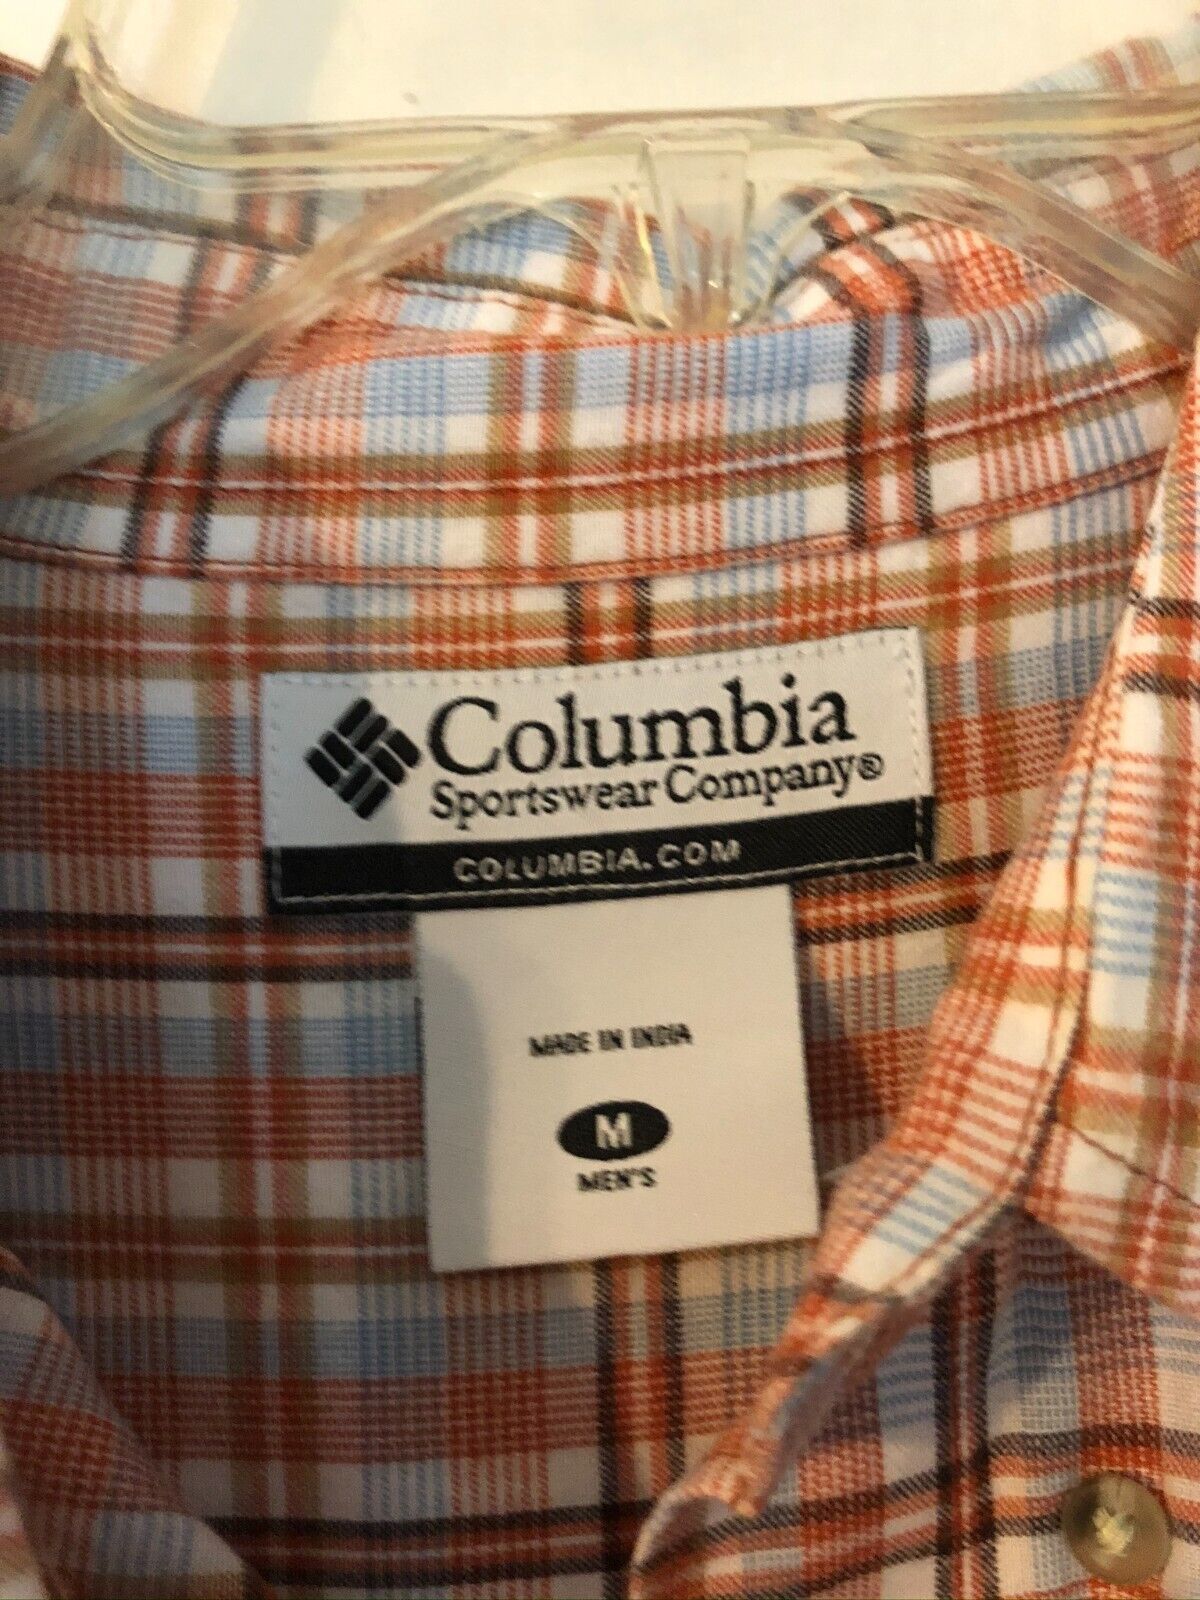 Columbia
Sportswear Company®
COLUMBIA.COM
MADE IN INDIA
M
MEN'S